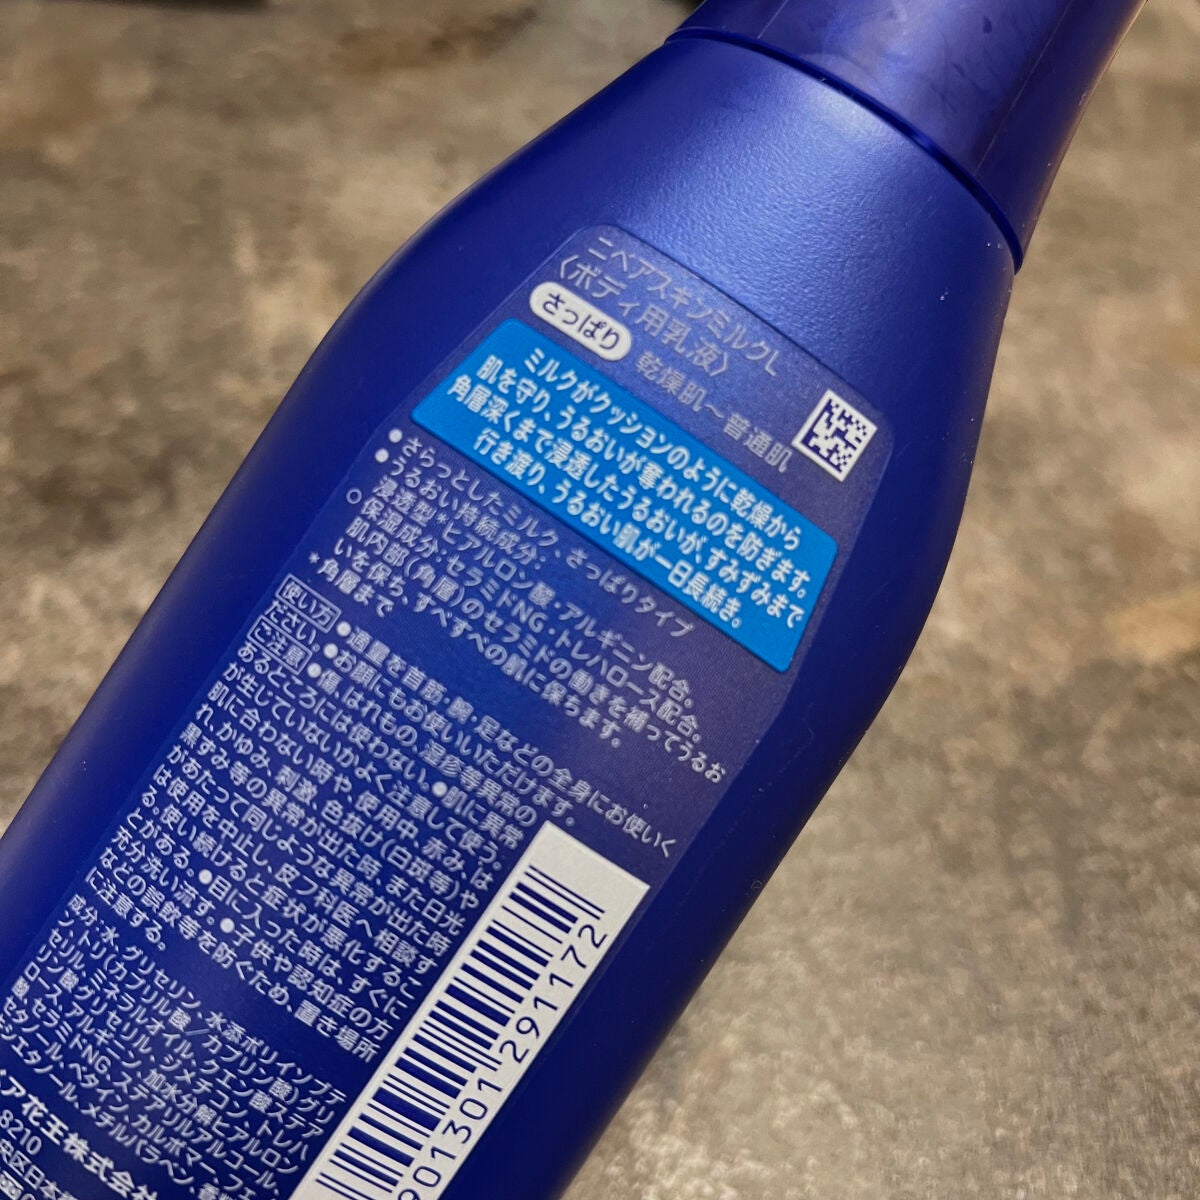 ニベアスキンミルクL
〈ボディ用乳液〉
さっぱり 乾燥肌〜普通肌
ミルクがクッションのように乾燥から
肌を守り、うるおいが奪われるのを防ぎます。
角層深くまで浸透したうるおいが、すみずみまで
行き渡り、うるおい肌が一日長続き。
●さらっとしたミルク、さっぱりタイプ
●うるおい持続成分：
浸透型*ヒアルロン酸・アルギニン配合。
○保湿成分：セラミドNG・トレハロース配合。
肌内部(角層)のセラミドの働きを補ってうるお
いを保ち、すべすべの肌に保ちます。
*角層まで
使い方 ●適量を首筋・腕・足などの全身にお使いく
ださい。●お顔にもお使いいただけます。
ご注意 ●傷、はれもの、湿疹等異常の
あるところには使わない。●肌に異常
が生じていないかよく注意して使う。
肌に合わない時や、使用中、赤み、は
れ、かゆみ、刺激、色抜け(白斑等)や
黒ずみ等の異常が出た時、また日光
があたって同じような異常が出た時
は使用を中止し、皮フ科医へ相談す
る。使い続けると症状が悪化するこ
とがある。●目に入った時は、すぐに
充分洗い流す。●子供や認知症の方
などの誤飲等を防ぐため、置き場所
に注意する。
成分：水、グリセリン、水添ポリイソブテ
ン、トリ(カプリル酸/カプリン酸)グリ
セリル、ミネラルオイル、クエン酸ステア
リン酸グリセリル、ジメチコン、トレハ
ロース、アルギニン、加水分解ヒアルロン
酸、セラミドNG、ステアリルアルコール、
セタノール、ベタイン、カルボマー、フェ
ノキシエタノール、メチルパラベン、香料
ニベア花王株式会社
8210
央区日本
901301 291172